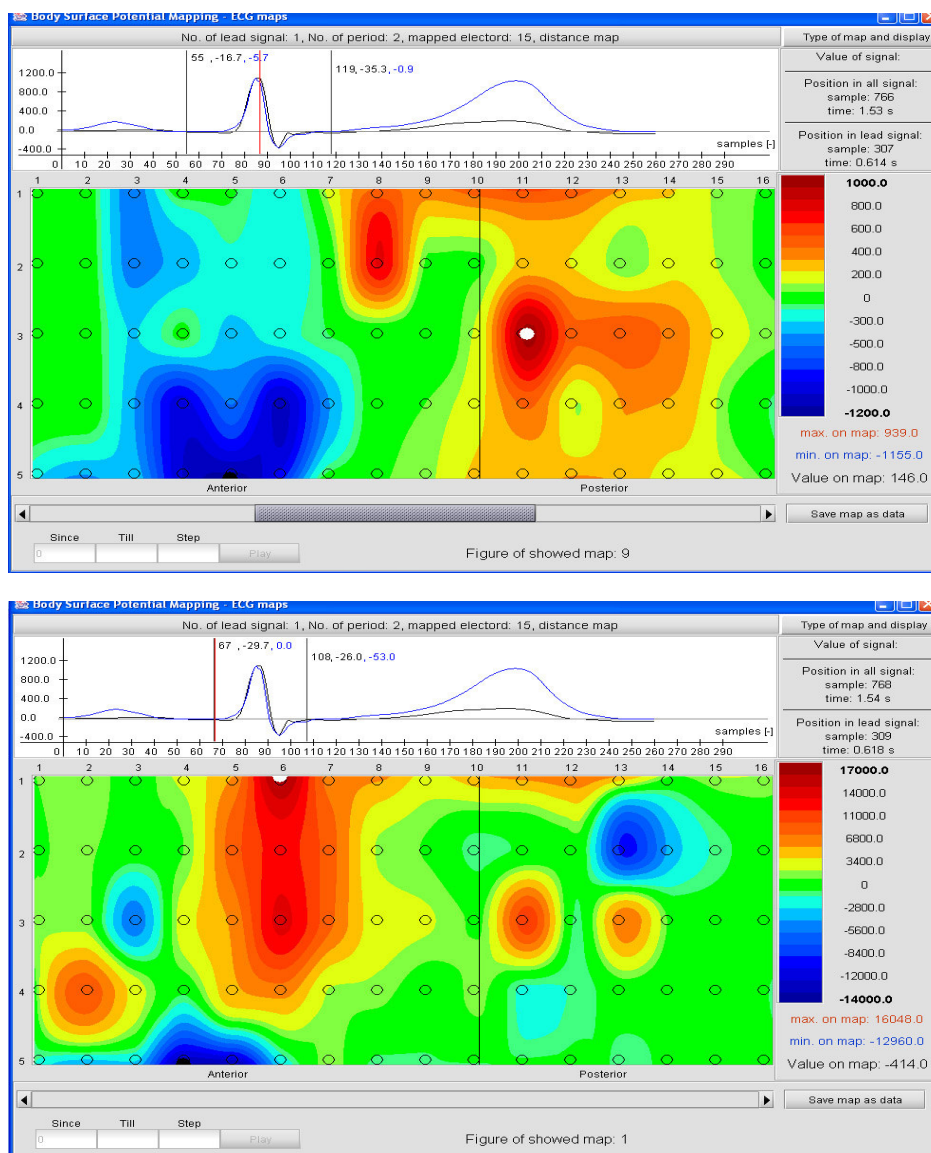 Body Surface Potential Mapping - ECG maps
No. of lead signal: 1, No. of period: 2, mapped electord: 15, distance map
Type of map and display
55 , -16.7, -5.7
119, -35.3, -0.9
1200.0
800.0
400.0
0.0
-400.0
samples [-]
0 10 20 30 40 50 60 70 80 90 100 110 120 130 140 150 160 170 180 190 200 210 220 230 240 250 260 270 280 290
Value of signal:
Position in all signal:
sample: 766
time: 1.53 s
Position in lead signal:
sample: 307
time: 0.614 s
1 2 3 4 5 6 7 8 9 10 11 12 13 14 15 16
1
2
3
4
5
Anterior Posterior
1000.0
800.0
600.0
400.0
200.0
0
-300.0
-500.0
-800.0
-1000.0
-1200.0
max. on map: 939.0
min. on map: -1155.0
Value on map: 146.0
Save map as data
Since Till Step
0 Play
Figure of showed map: 9
Body Surface Potential Mapping - ECG maps
No. of lead signal: 1, No. of period: 2, mapped electord: 15, distance map
Type of map and display
67 , -29.7, 0.0
108, -26.0, -53.0
1200.0
800.0
400.0
0.0
-400.0
samples [-]
0 10 20 30 40 50 60 70 80 90 100 110 120 130 140 150 160 170 180 190 200 210 220 230 240 250 260 270 280 290
Value of signal:
Position in all signal:
sample: 768
time: 1.54 s
Position in lead signal:
sample: 309
time: 0.618 s
1 2 3 4 5 6 7 8 9 10 11 12 13 14 15 16
1
2
3
4
5
Anterior Posterior
17000.0
14000.0
11000.0
6800.0
3400.0
0
-2800.0
-5600.0
-8400.0
-12000.0
-14000.0
max. on map: 16048.0
min. on map: -12960.0
Value on map: -414.0
Save map as data
Since Till Step
0 Play
Figure of showed map: 1